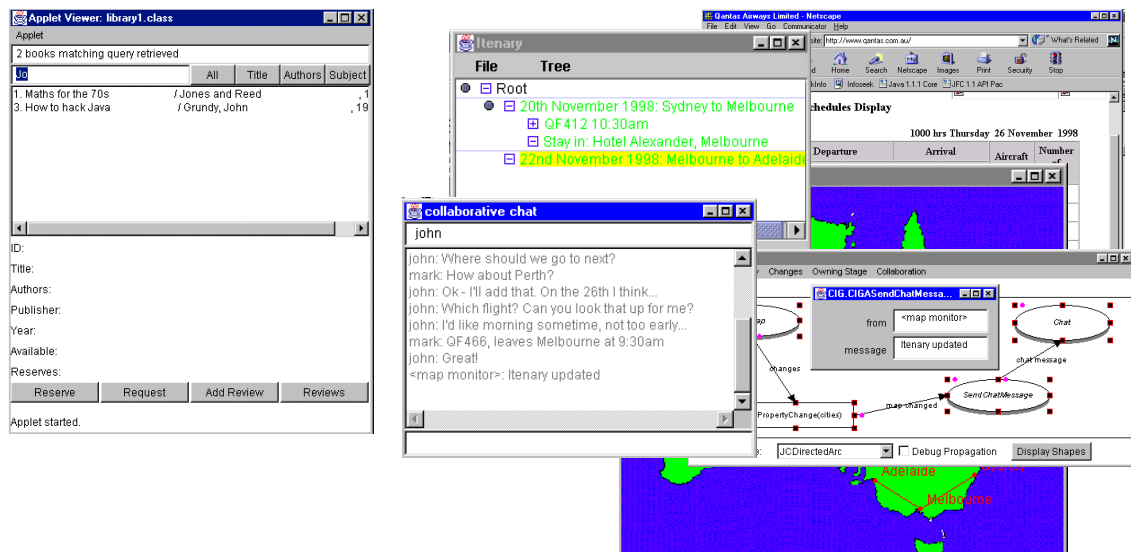 Applet Viewer: library1.class
Applet
2 books matching query retrieved
Jo
All Title Authors Subject
1. Maths for the 70s / Jones and Reed , 1
3. How to hack Java / Grundy, John , 19
ID:
Title:
Authors:
Publisher:
Year:
Available:
Reserves:
Reserve Request Add Review Reviews
Applet started.
Itenary
File Tree
Root
20th November 1998: Sydney to Melbourne
QF412 10:30am
Stay in: Hotel Alexander, Melbourne
22nd November 1998: Melbourne to Adelaide
collaborative chat
john
john: Where should we go to next?
mark: How about Perth?
john: Ok - I'll add that. On the 26th I think...
john: Which flight? Can you look that up for me?
john: I'd like morning sometime, not too early...
mark: QF466, leaves Melbourne at 9:30am
john: Great!
<map monitor>: Itenary updated
Qantas Airways Limited - Netscape
File Edit View Go Communicator Help
site: http://www.qantas.com.au/ What's Related
Home Search Netscape Images Print Security Stop
Infoseek Java 1.1.1 Core JFC 1.1 API Pac
hedules Display
1000 hrs Thursday 26 November 1998
Departure Arrival Aircraft Number
of
Changes Owning Stage Collaboration
CIG.CIGASendChatMessa...
from <map monitor>
message Itenary updated
ap
Chat
changes
chat message
PropertyChange(cities)
map changed
SendChatMessage
e: JCDirectedArc Debug Propagation Display Shapes
Adelaide
Melbourne